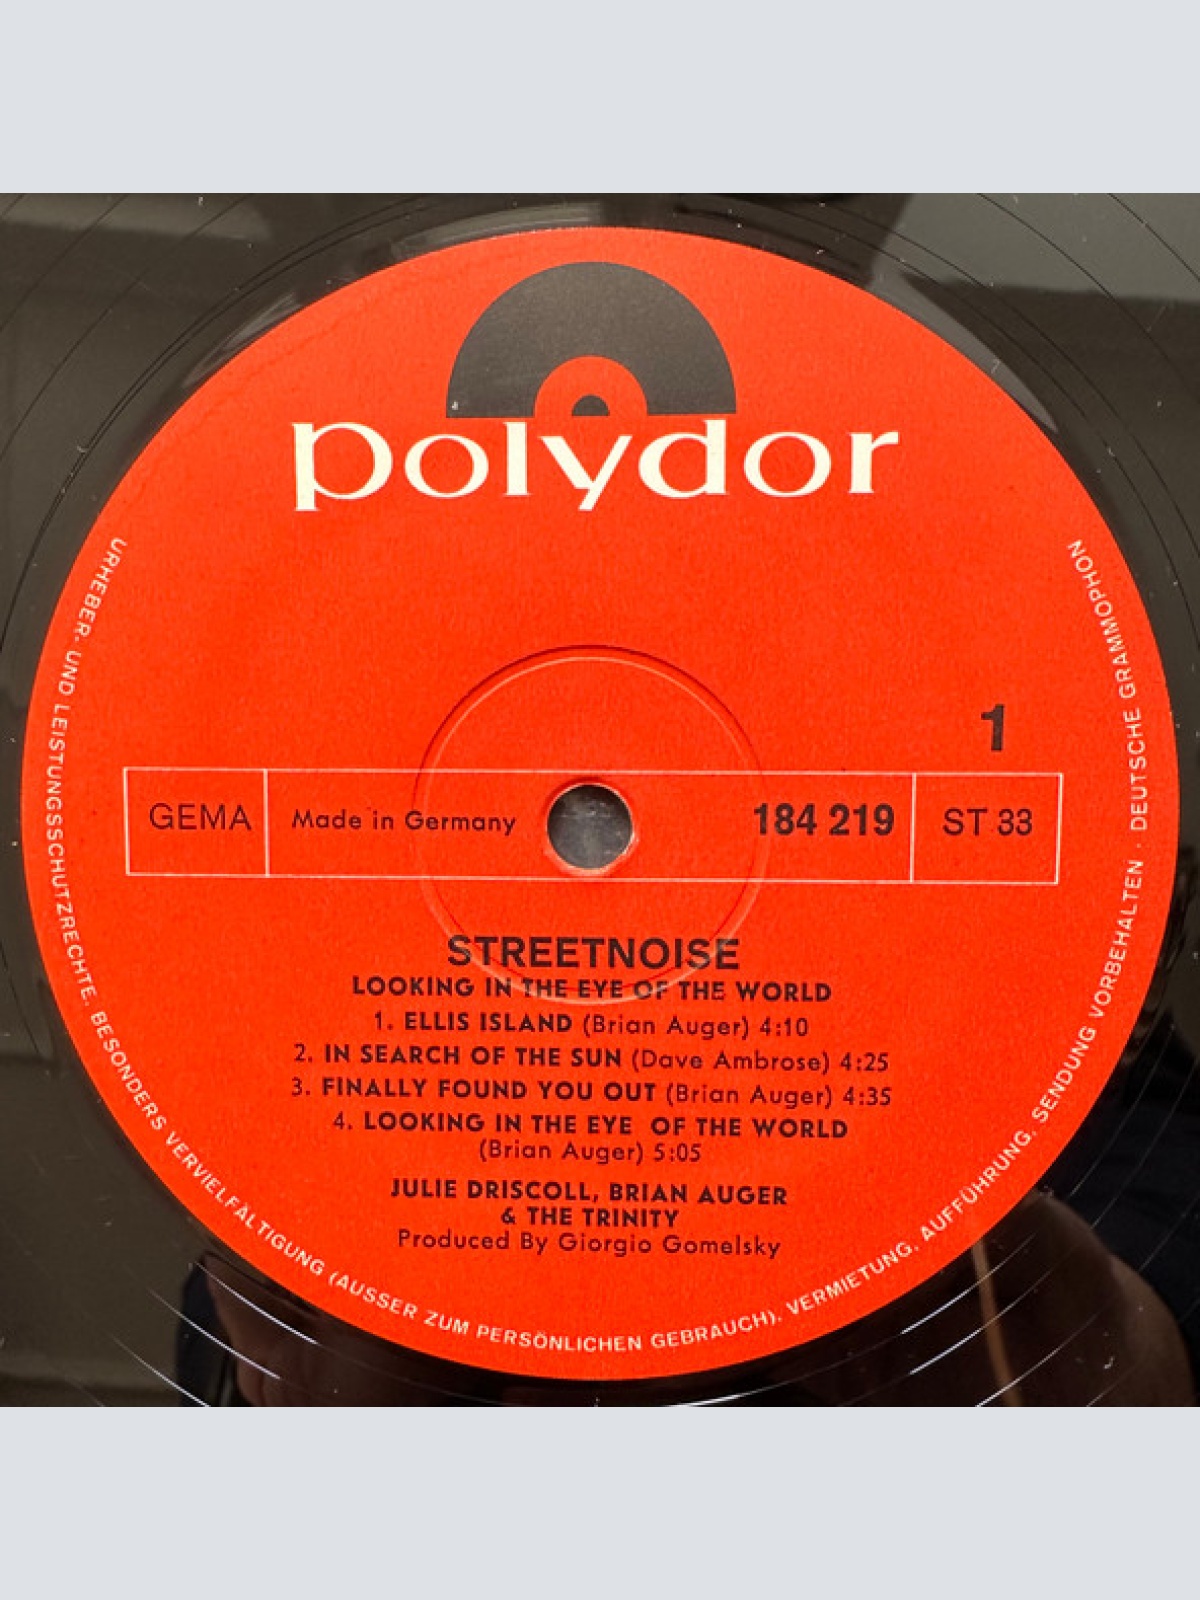 polydor
1
GEMA
Made in Germany
184 219
ST 33
STREETNOISE
LOOKING IN THE EYE OF THE WORLD
1. ELLIS ISLAND (Brian Auger) 4:10
2. IN SEARCH OF THE SUN (Dave Ambrose) 4:25
3. FINALLY FOUND YOU OUT (Brian Auger) 4:35
4. LOOKING IN THE EYE OF THE WORLD
(Brian Auger) 5:05
JULIE DRISCOLL, BRIAN AUGER
& THE TRINITY
Produced By Giorgio Gomelsky
URHEBER- UND LEISTUNGSSCHUTZRECHTE. BESONDERS VERVIELFÄLTIGUNG (AUSSER ZUM PERSÖNLICHEN GEBRAUCH), VERMIETUNG, AUFFÜHRUNG, SENDUNG VORBEHALTEN · DEUTSCHE GRAMMOPHON